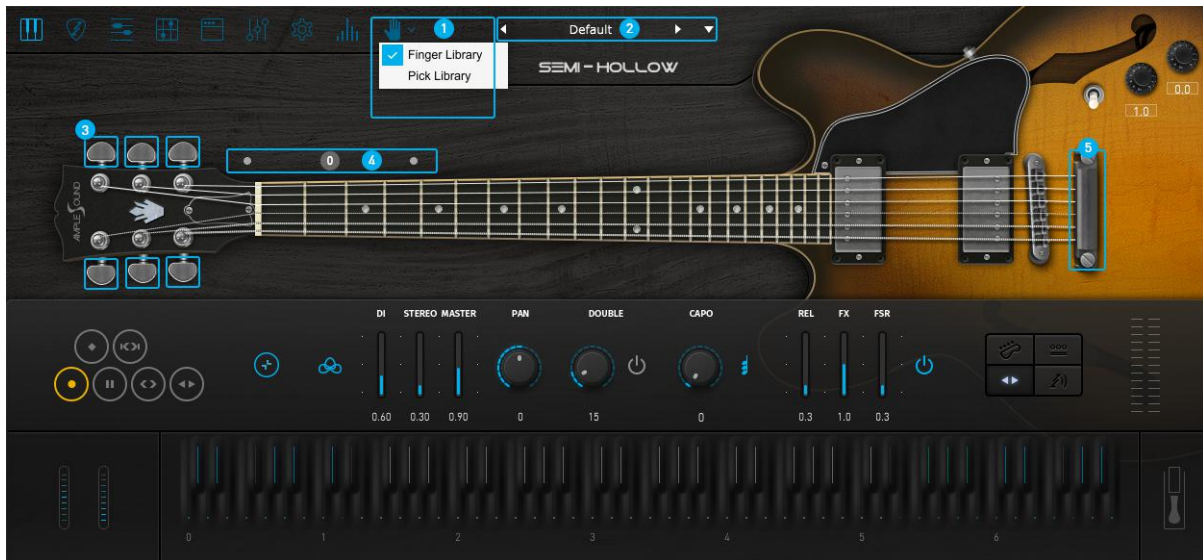 1
Default 2
Finger Library
Pick Library
SEMI-HOLLOW
0.0
1.0
3
0 4
5
AMPLE SOUND
DI STEREO MASTER PAN DOUBLE CAPO REL FX FSR
0.60 0.30 0.90 0 15 0 0.3 1.0 0.3
0 1 2 3 4 5 6